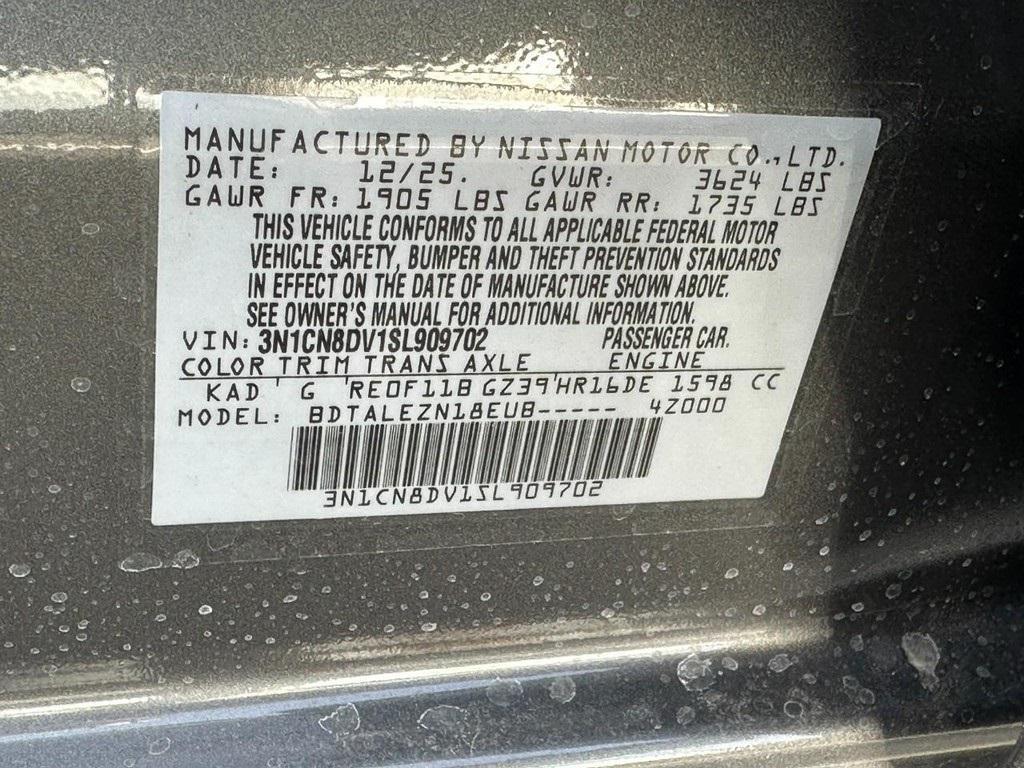 MANUFACTURED BY NISSAN MOTOR CO.,LTD.
DATE: 12/25. GVWR: 3624 LBS
GAWR FR: 1905 LBS GAWR RR: 1735 LBS
THIS VEHICLE CONFORMS TO ALL APPLICABLE FEDERAL MOTOR
VEHICLE SAFETY, BUMPER AND THEFT PREVENTION STANDARDS
IN EFFECT ON THE DATE OF MANUFACTURE SHOWN ABOVE.
SEE OWNER'S MANUAL FOR ADDITIONAL INFORMATION.
VIN: 3N1CN8DV1SL909702 PASSENGER CAR.
COLOR TRIM TRANS AXLE ENGINE
KAD G RE0F11B GZ39 HR16DE 1598 CC
MODEL: BDTALEZN18EUB----- 4Z000
3N1CN8DV1SL909702